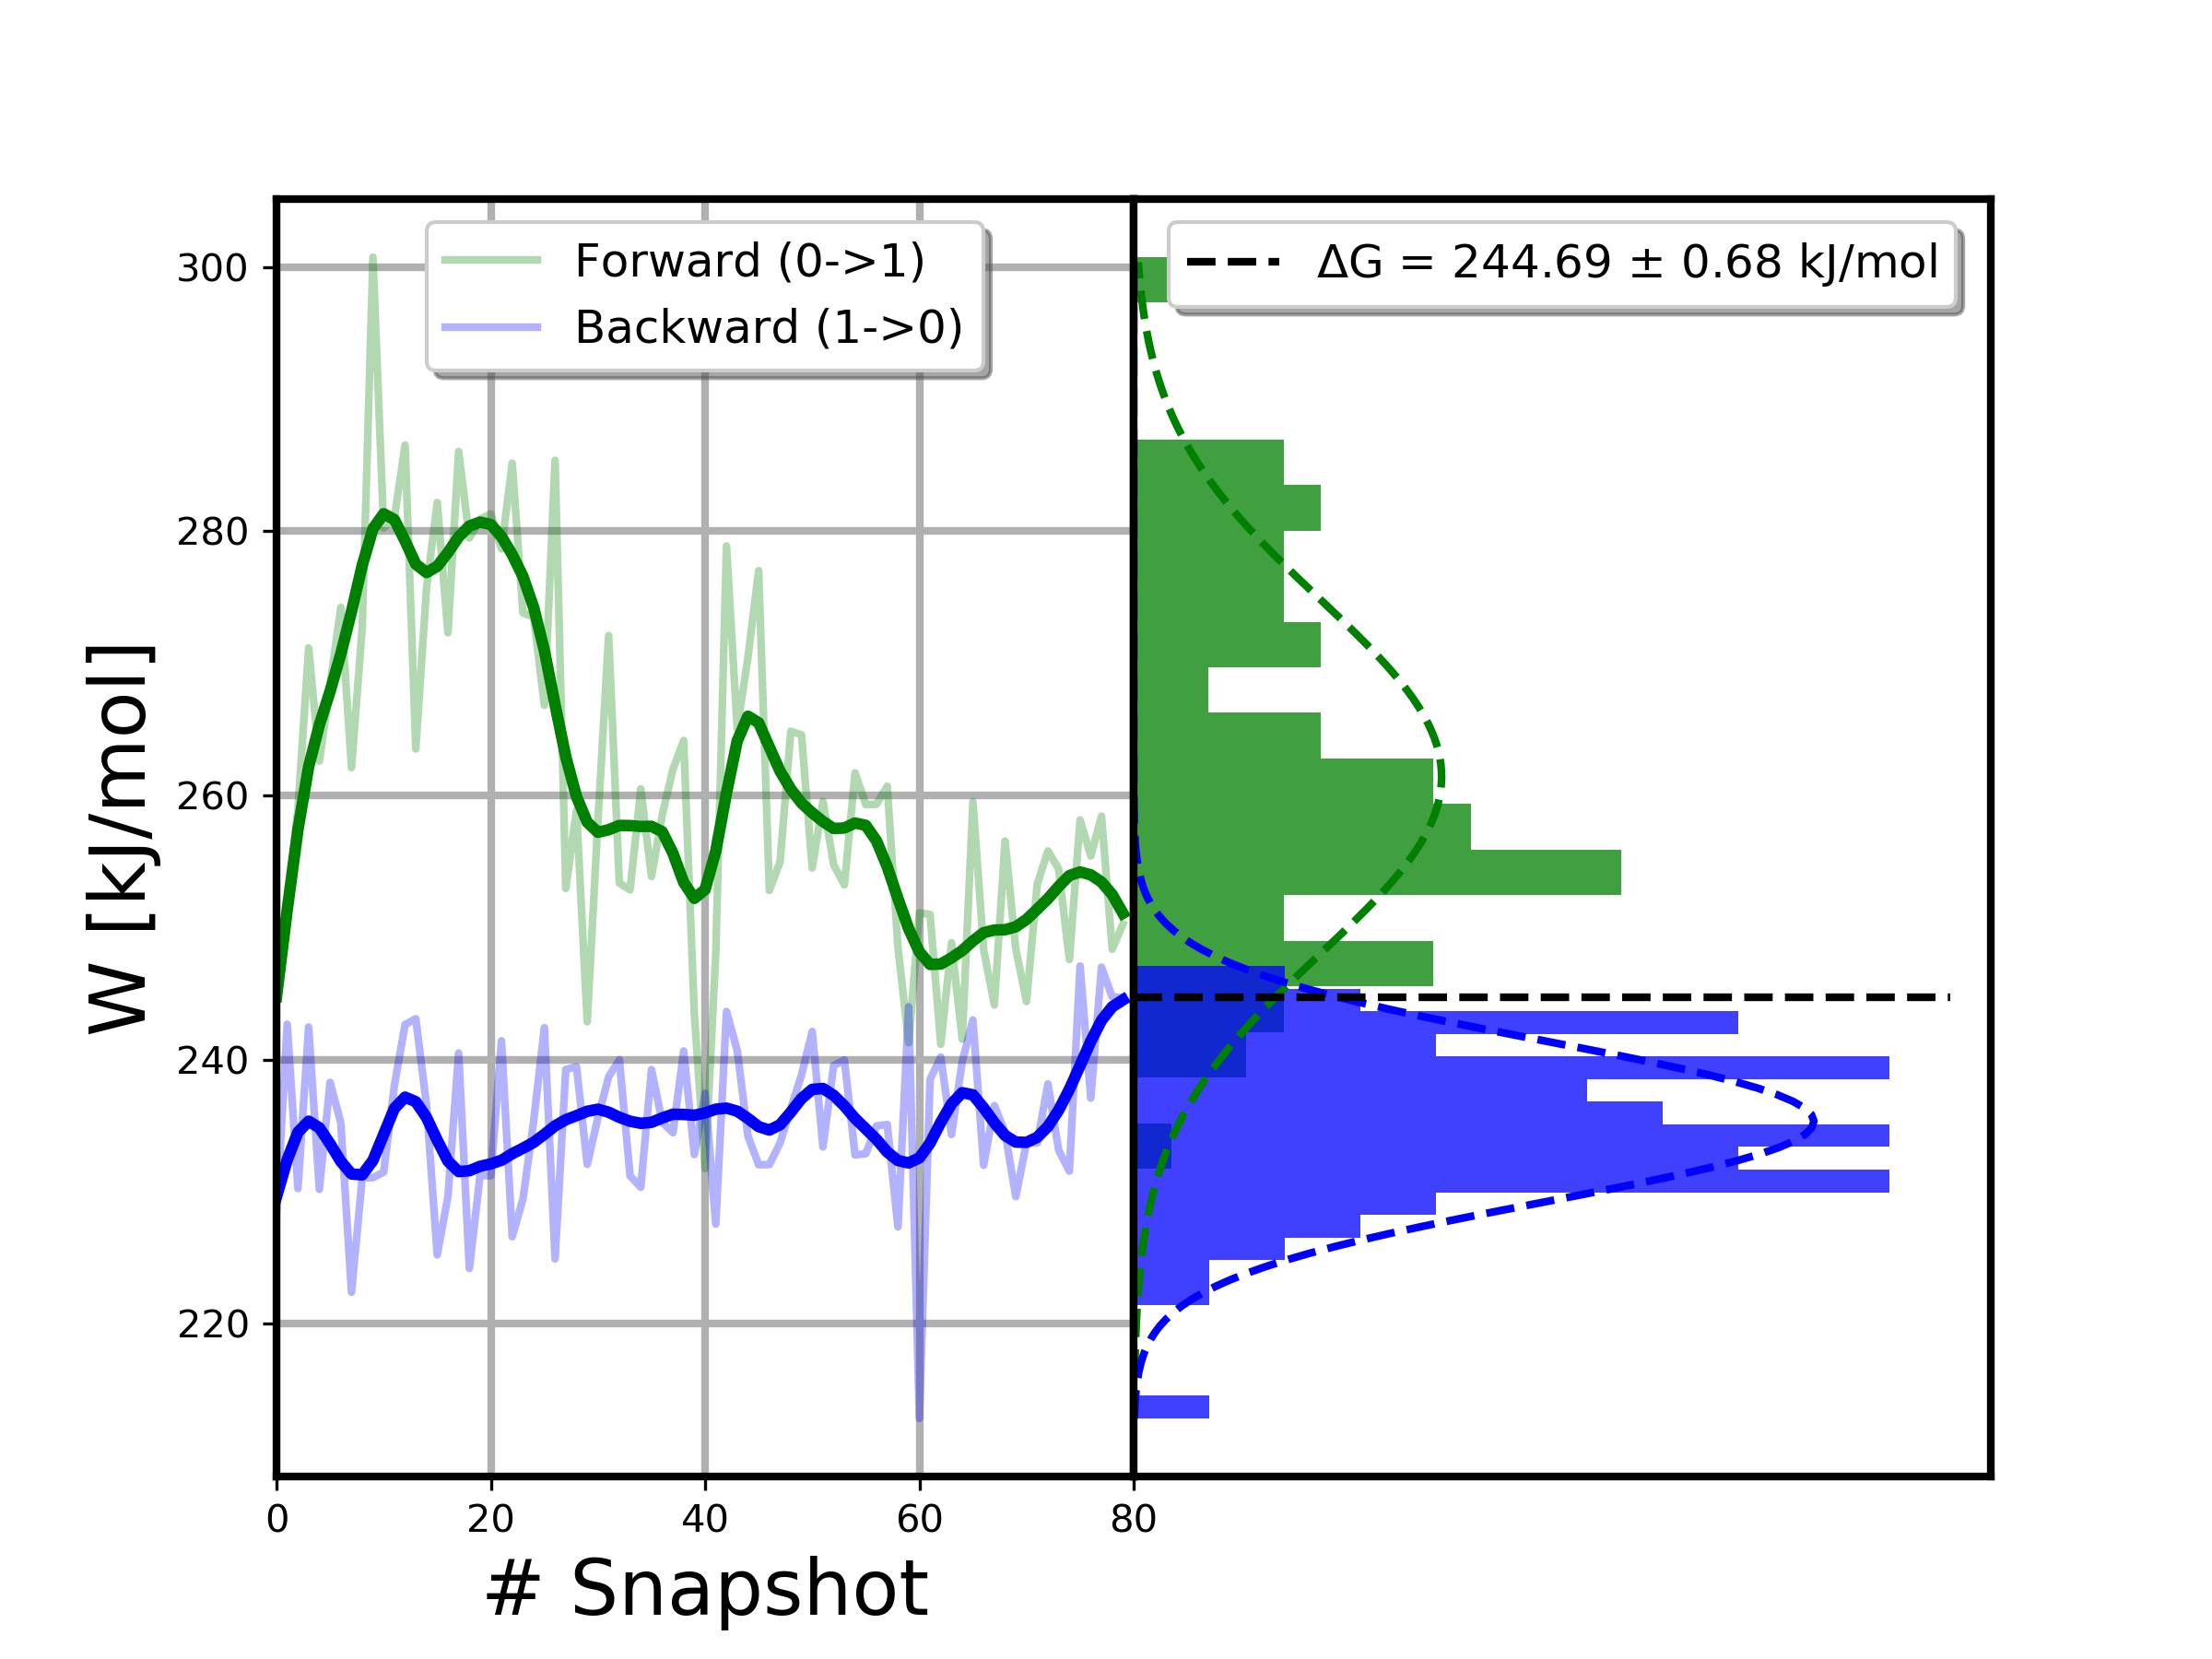 Forward (0->1)
Backward (1->0)
ΔG = 244.69 ± 0.68 kJ/mol
W [kJ/mol]
300
280
260
240
220
0 20 40 60 80
# Snapshot